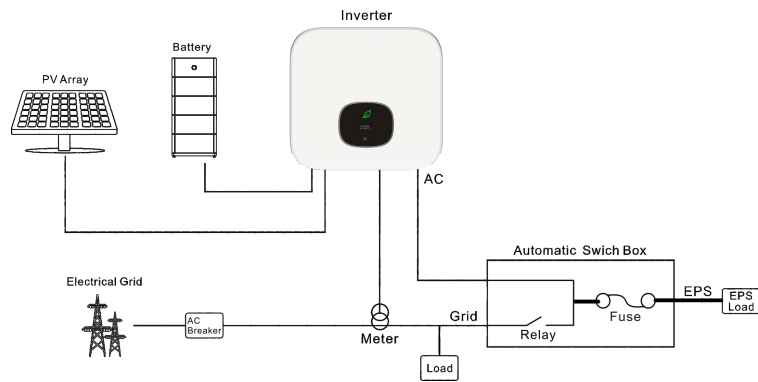 Inverter
Battery
PV Array
AC
Automatic Swich Box
Electrical Grid
EPS
EPS
Load
AC
Breaker
Grid
Fuse
Meter
Relay
Load